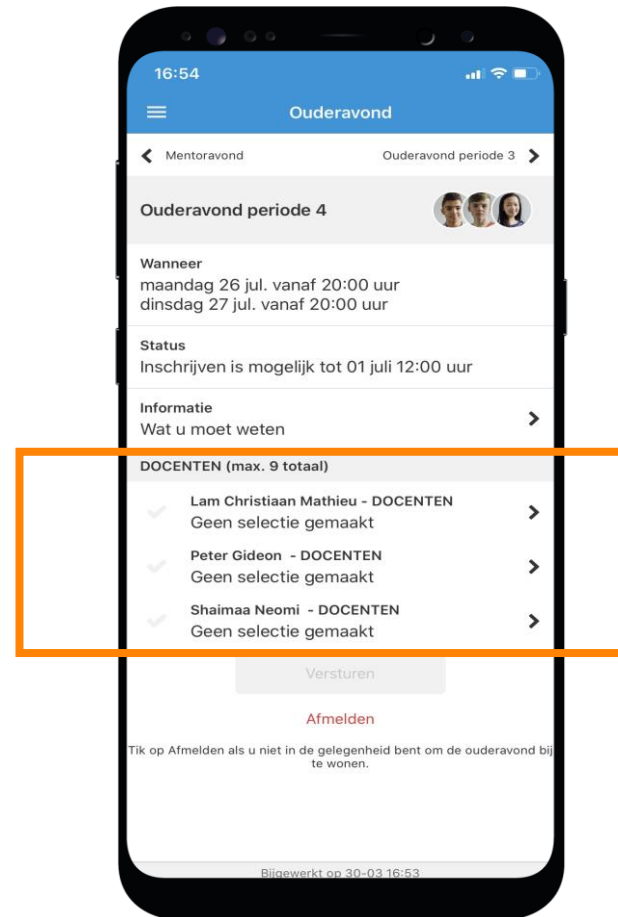 16:54
Ouderavond
Mentoravond
Ouderavond periode 3
Ouderavond periode 4
Wanneer
maandag 26 jul. vanaf 20:00 uur
dinsdag 27 jul. vanaf 20:00 uur
Status
Inschrijven is mogelijk tot 01 juli 12:00 uur
Informatie
Wat u moet weten
DOCENTEN (max. 9 totaal)
Lam Christiaan Mathieu - DOCENTEN
Geen selectie gemaakt
Peter Gideon - DOCENTEN
Geen selectie gemaakt
Shaimaa Neomi - DOCENTEN
Geen selectie gemaakt
Versturen
Afmelden
Tik op Afmelden als u niet in de gelegenheid bent om de ouderavond bij
te wonen.
Bijgewerkt op 30-03 16:53